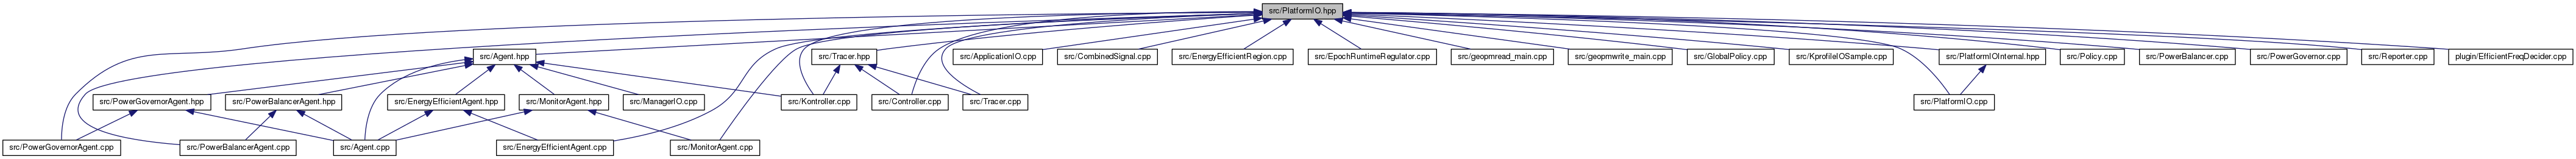 src/PlatformIO.hpp
src/Agent.hpp
src/Tracer.hpp
src/ApplicationIO.cpp
src/CombinedSignal.cpp
src/EnergyEfficientRegion.cpp
src/EpochRuntimeRegulator.cpp
src/geopmread_main.cpp
src/geopmwrite_main.cpp
src/GlobalPolicy.cpp
src/KprofileIOSample.cpp
src/PlatformIOInternal.hpp
src/Policy.cpp
src/PowerBalancer.cpp
src/PowerGovernor.cpp
src/Reporter.cpp
plugin/EfficientFreqDecider.cpp
src/PowerGovernorAgent.hpp
src/PowerBalancerAgent.hpp
src/EnergyEfficientAgent.hpp
src/MonitorAgent.hpp
src/ManagerIO.cpp
src/Kontroller.cpp
src/Controller.cpp
src/Tracer.cpp
src/PlatformIO.cpp
src/PowerGovernorAgent.cpp
src/PowerBalancerAgent.cpp
src/Agent.cpp
src/EnergyEfficientAgent.cpp
src/MonitorAgent.cpp